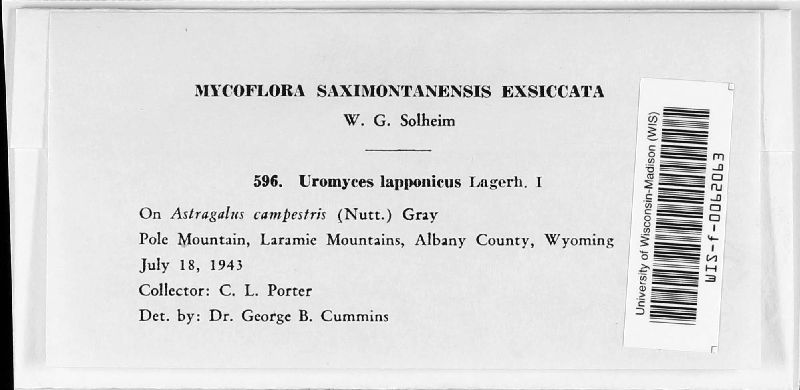 MYCOFLORA SAXIMONTANENSIS EXSICCATA
W. G. Solheim
596. Uromyces lapponicus Lagerh. I
On Astragalus campestris (Nutt.) Gray
Pole Mountain, Laramie Mountains, Albany County, Wyoming
July 18, 1943
Collector: C. L. Porter
Det. by: Dr. George B. Cummins
University of Wisconsin-Madison (WIS)
WIS-f-0062063